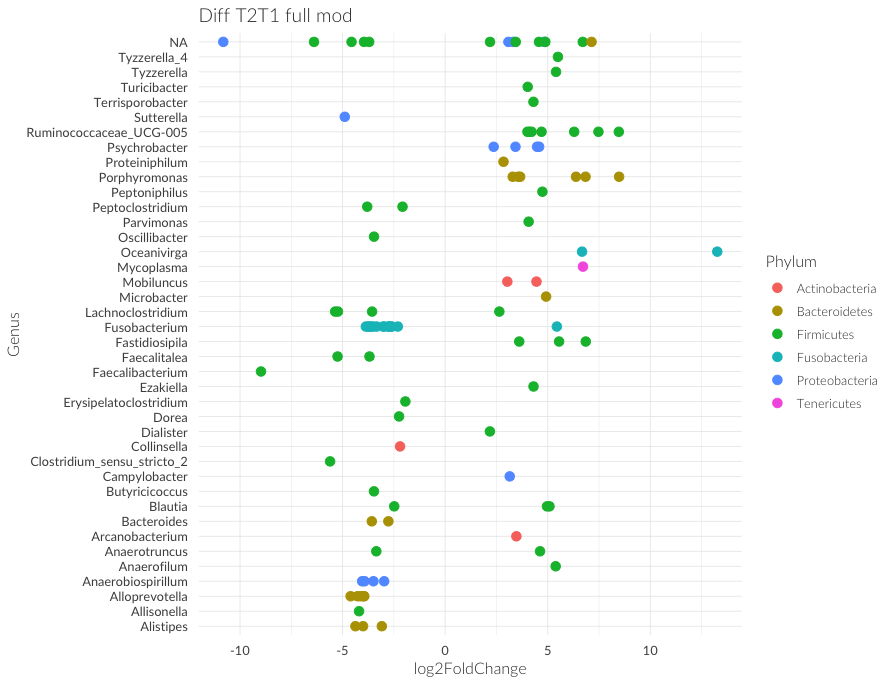 Diff T2T1 full mod
NA
Tyzzerella_4
Tyzzerella
Turicibacter
Terrisporobacter
Sutterella
Ruminococcaceae_UCG-005
Psychrobacter
Proteiniphilum
Porphyromonas
Peptoniphilus
Peptoclostridium
Parvimonas
Oscillibacter
Oceanivirga
Mycoplasma
Mobiluncus
Microbacter
Lachnoclostridium
Fusobacterium
Fastidiosipila
Faecalitalea
Faecalibacterium
Ezakiella
Erysipelatoclostridium
Dorea
Dialister
Collinsella
Clostridium_sensu_stricto_2
Campylobacter
Butyricicoccus
Blautia
Bacteroides
Arcanobacterium
Anaerotruncus
Anaerofilum
Anaerobiospirillum
Alloprevotella
Allisonella
Alistipes
Genus
-10 -5 0 5 10
log2FoldChange
Phylum
Actinobacteria
Bacteroidetes
Firmicutes
Fusobacteria
Proteobacteria
Tenericutes